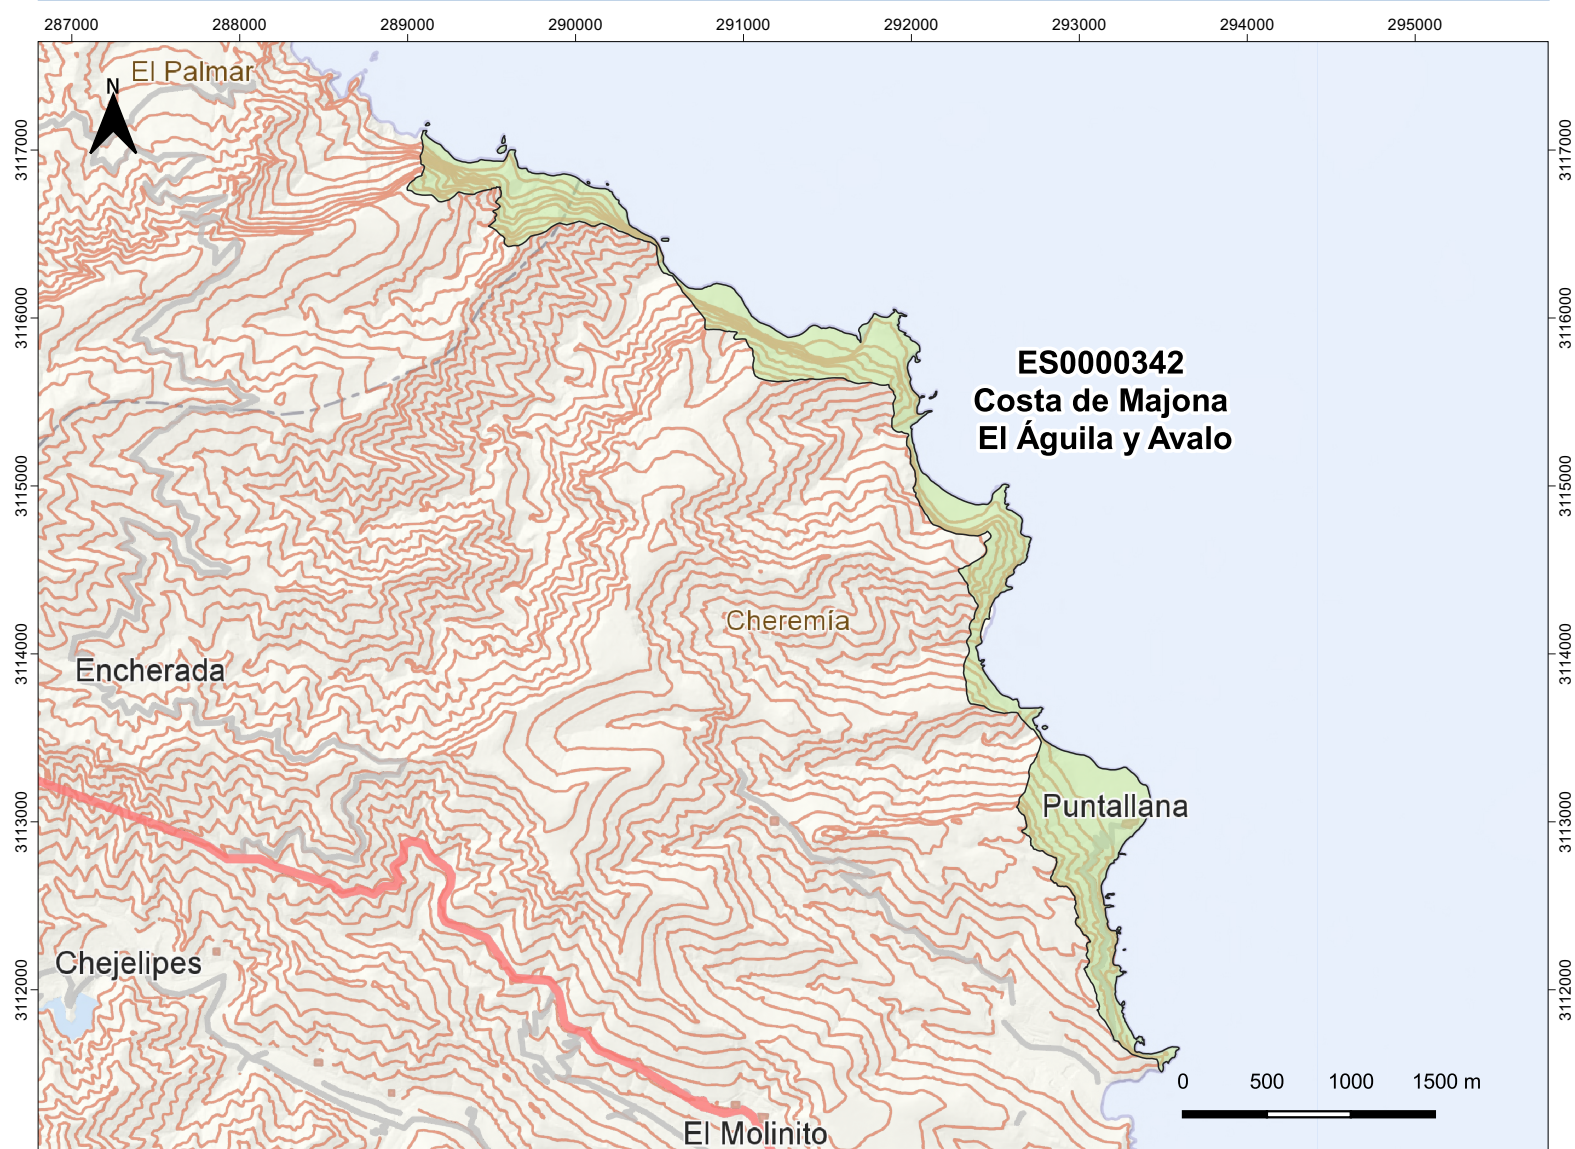 287000 288000 289000 290000 291000 292000 293000 294000 295000
El Palmar
N
3117000 3117000
3116000 3116000
ES0000342
Costa de Majona
El Águila y Avalo
3115000 3115000
Cheremía
3114000 3114000
Encherada
Puntallana
3113000 3113000
Chejelipes
3112000 3112000
0 500 1000 1500 m
El Molinito